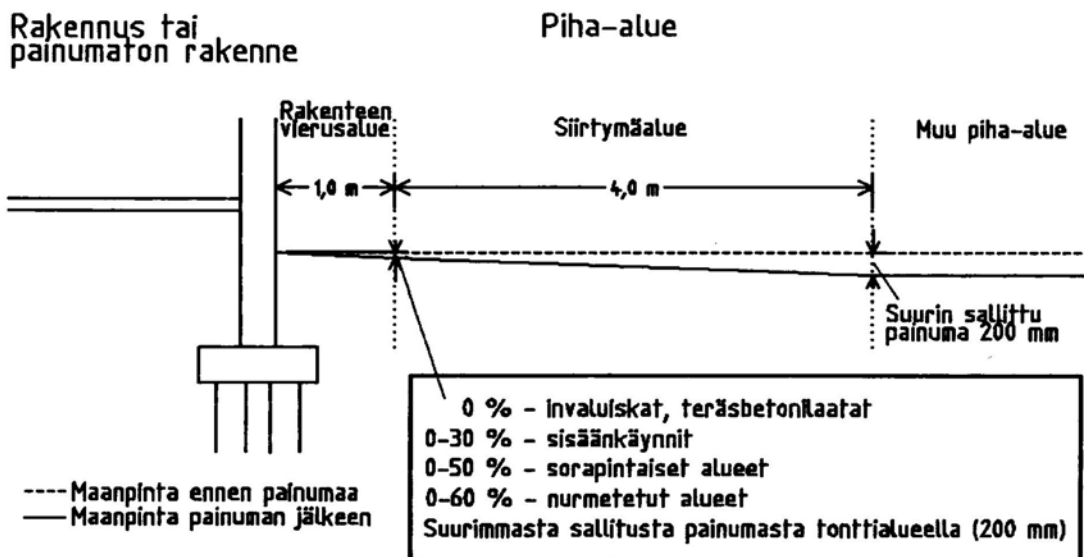 Rakennus tai
painumaton rakenne
Piha-alue
Rakenteen
vierusalue
Siirtymäalue
Muu piha-alue
1,0 m
4,0 m
Suurin sallittu
painuma 200 mm
0 % - invaluiskat, teräsbetonilaatat
0-30 % - sisäänkäynnit
0-50 % - sorapintaiset alueet
0-60 % - nurmetetut alueet
Suurimmasta sallitusta painumasta tonttialueella (200 mm)
Maanpinta ennen painumaa
Maanpinta painuman jälkeen